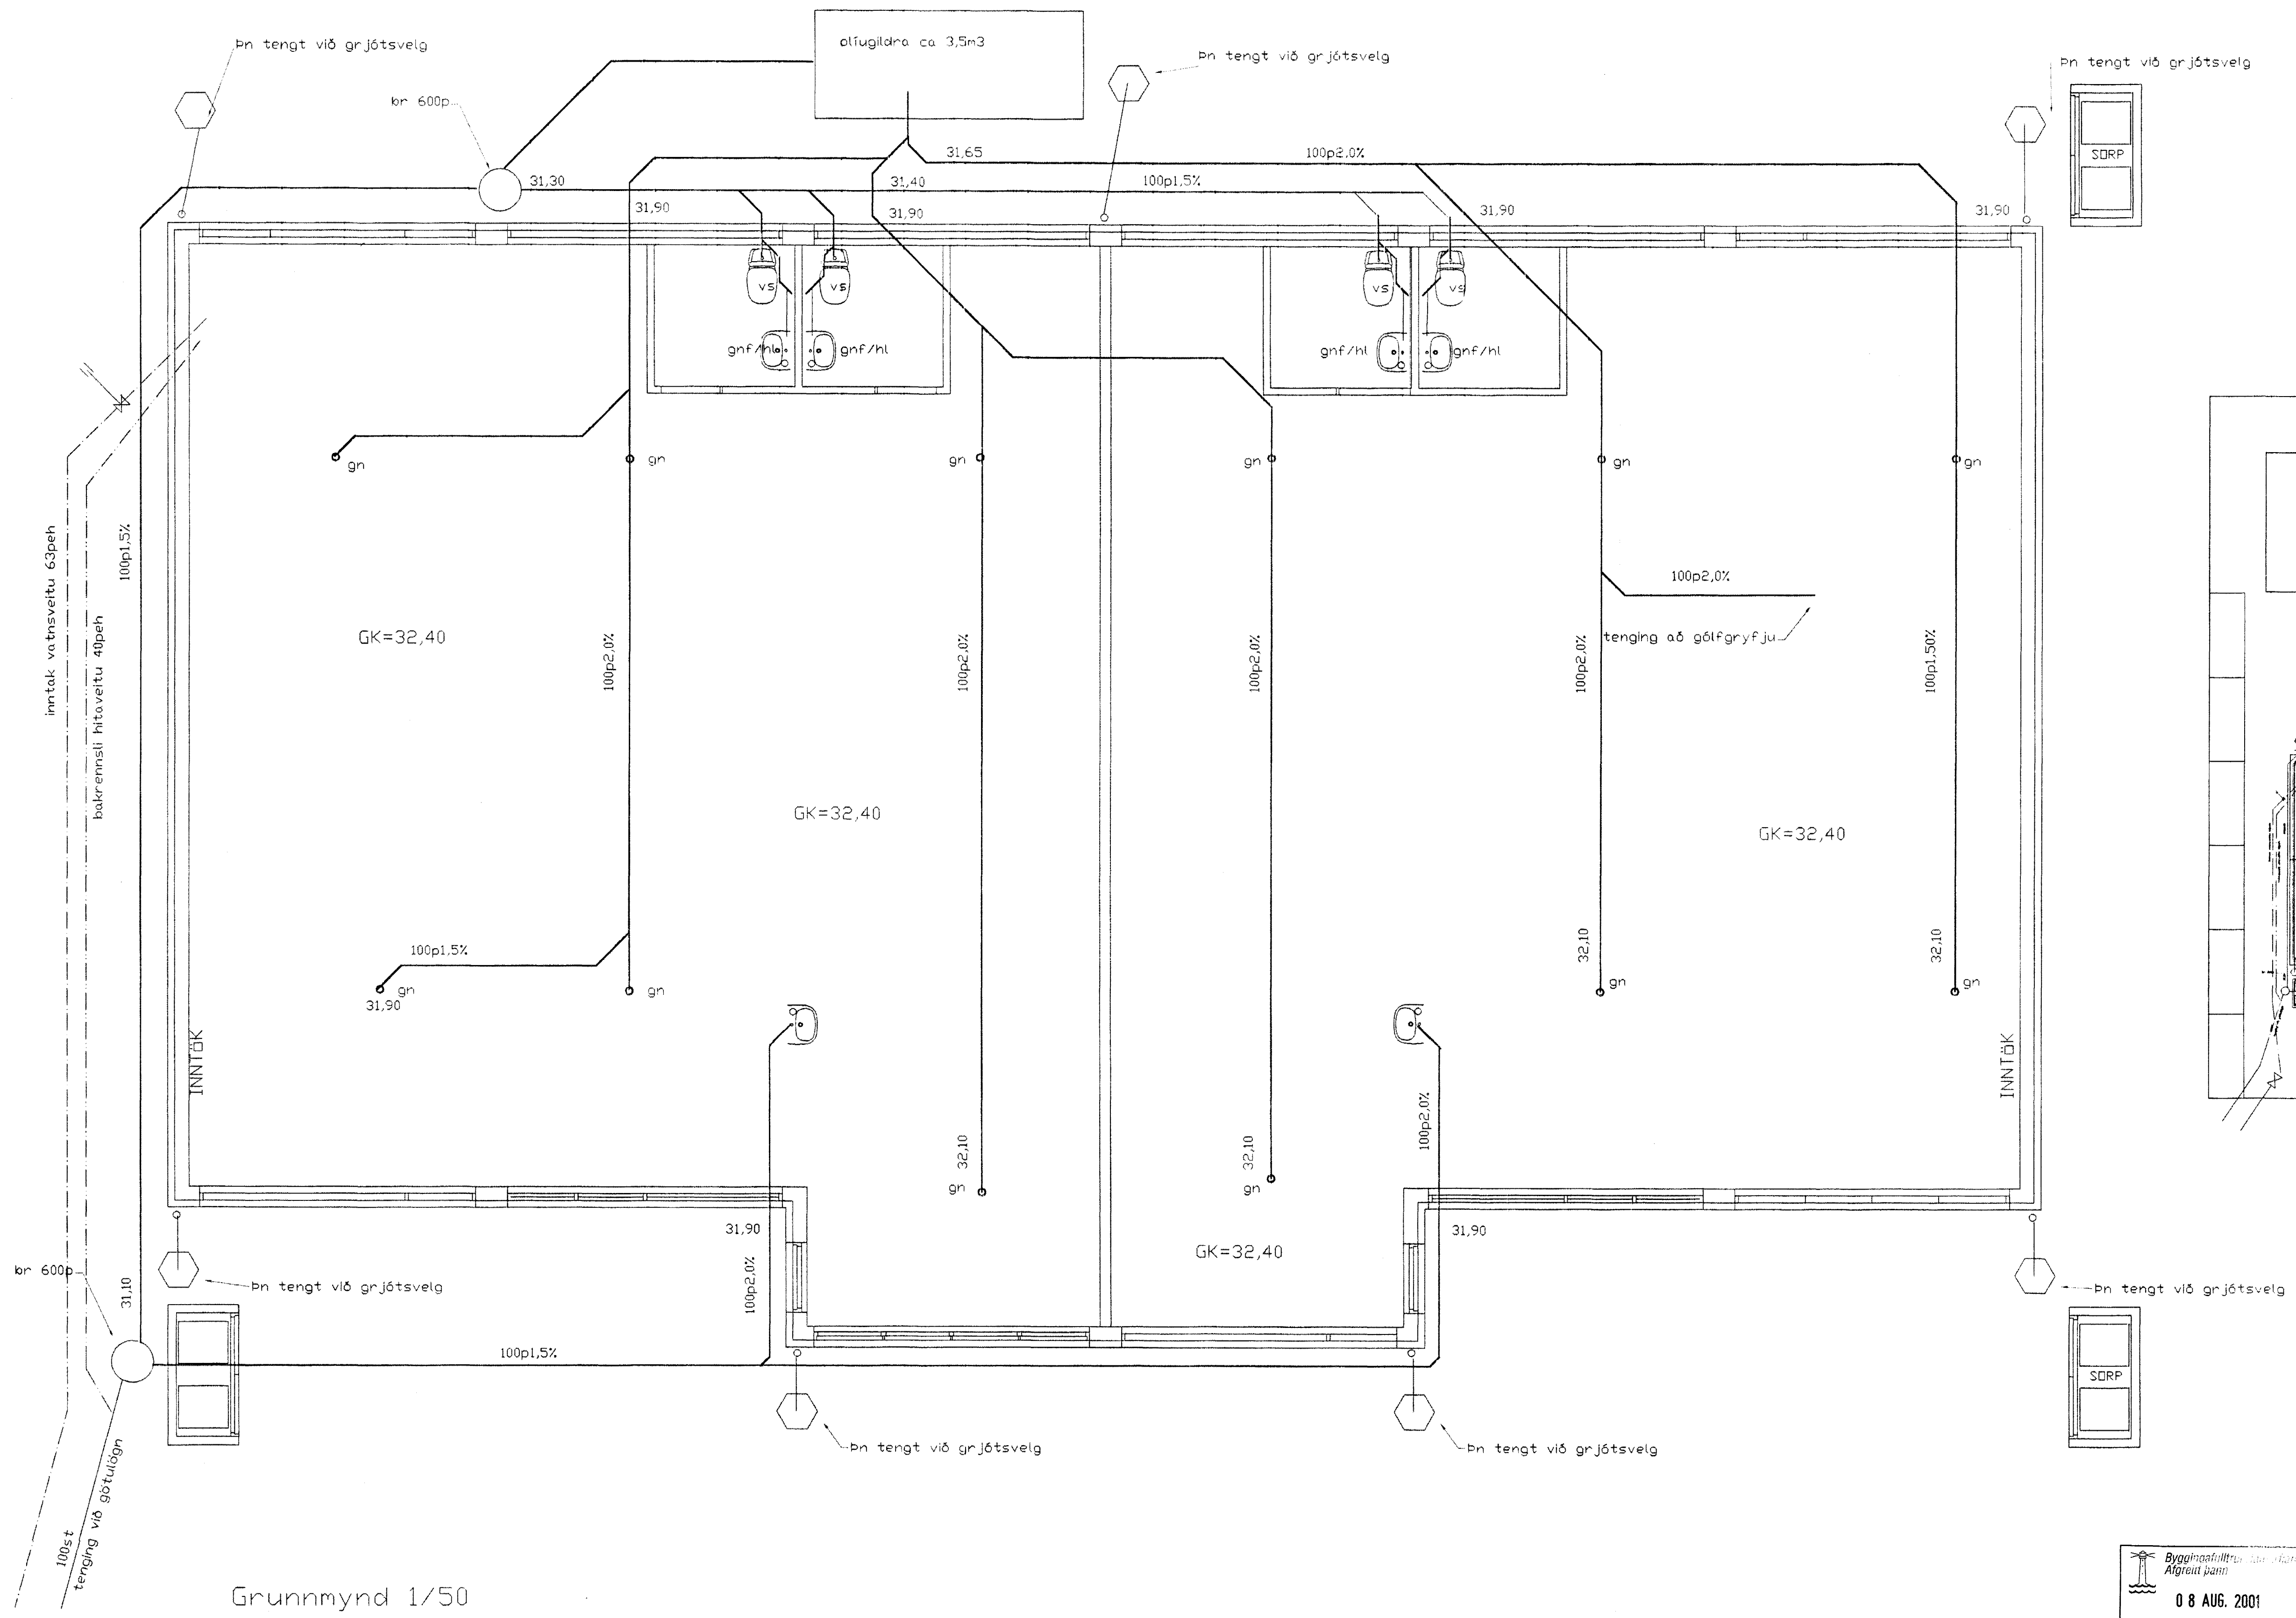 Þn tengt við grjótsvelg
olíugildra ca 3,5m3
Þn tengt við grjótsvelg
Þn tengt við grjótsvelg
br 600p
SORP
31,65
100p2,0%
31,30
31,40
100p1,5%
31,90
31,90
31,90
31,90
vs
vs
vs
vs
gnf/hl
gnf/hl
gnf/hl
gnf/hl
gn
gn
gn
gn
gn
gn
inntak vatnsveitu 63peh
bakrennsli hitaveitu 40peh
100p1,5%
GK=32,40
100p2,0%
100p2,0%
100p2,0%
100p2,0%
100p2,0%
tenging að gólfgryfju
100p1,50%
GK=32,40
GK=32,40
100p1,5%
gn
31,90
gn
32,10
gn
32,10
gn
INNTÖK
INNTÖK
100p2,0%
32,10
gn
32,10
gn
31,90
31,90
100p2,0%
GK=32,40
br 600p
31,10
Þn tengt við grjótsvelg
Þn tengt við grjótsvelg
100p1,5%
SORP
Þn tengt við grjótsvelg
Þn tengt við grjótsvelg
100st
tenging við götulögn
Grunnmynd 1/50
Afgreitt þann
08 AUG. 2001